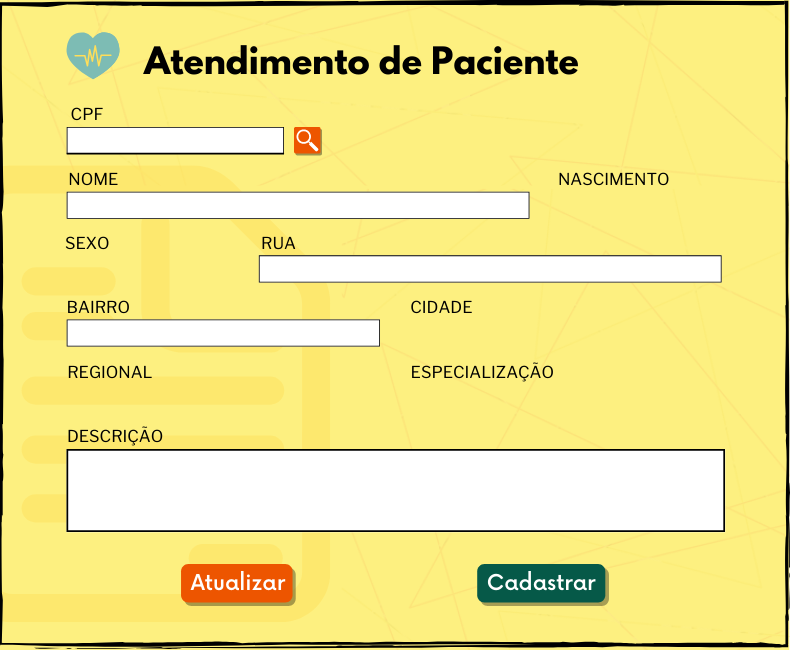 Atendimento de Paciente
CPF
NOME NASCIMENTO
SEXO RUA
BAIRRO CIDADE
REGIONAL ESPECIALIZAÇÃO
DESCRIÇÃO
Atualizar Cadastrar